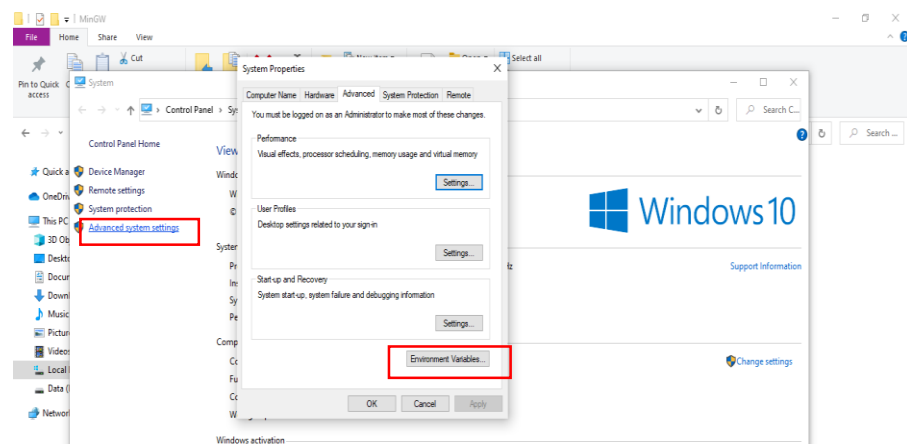 MinGW
File Home Share View
Cut
Select all
Pin to Quick
access
System
Control Panel
Search C...
Search ...
Control Panel Home
View
Device Manager
Remote settings
System protection
Advanced system settings
Quick a
OneDriv
This PC
3D Ob
Deskto
Docum
Downl
Music
Pictur
Videos
Local
Data (
Networ
System Properties
Computer Name Hardware Advanced System Protection Remote
You must be logged on as an Administrator to make most of these changes.
Performance
Visual effects, processor scheduling, memory usage and virtual memory
Settings...
User Profiles
Desktop settings related to your sign-in
Settings...
Start-up and Recovery
System start-up, system failure and debugging information
Settings...
Environment Variables...
OK Cancel Apply
Windows 10
Hz
Support Information
Change settings
Windows activation